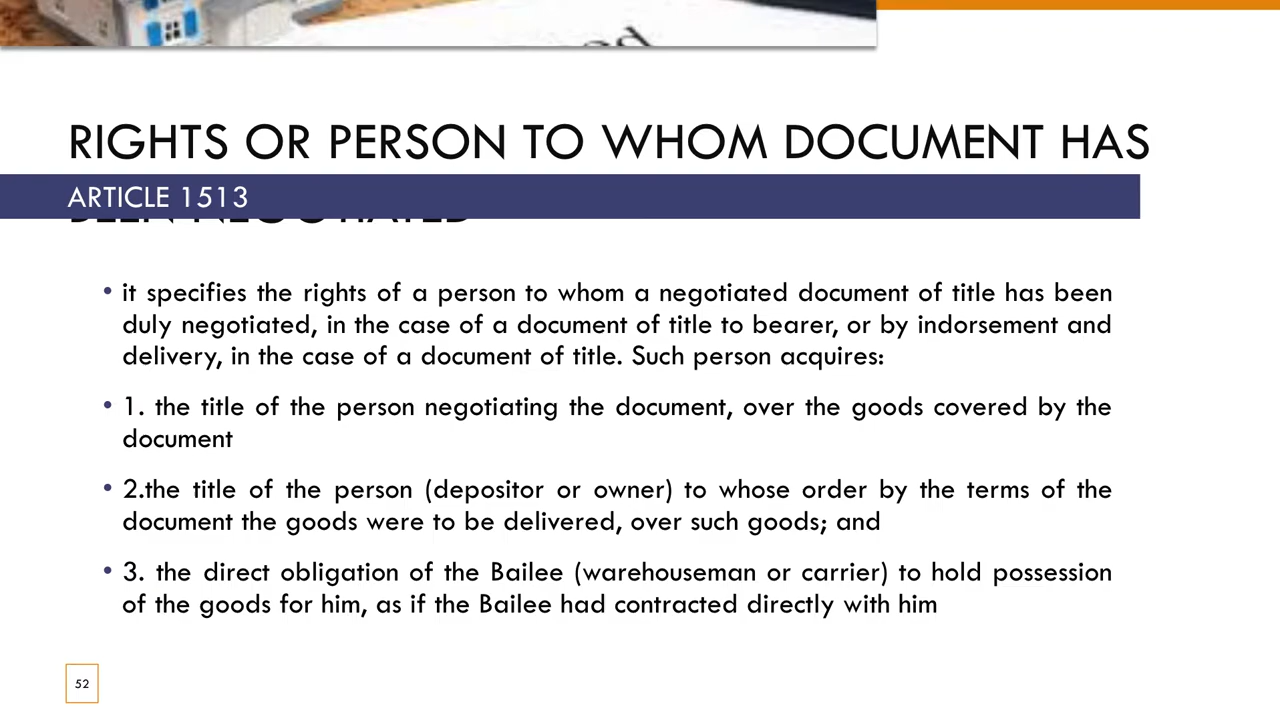 RIGHTS OR PERSON TO WHOM DOCUMENT HAS
ARTICLE 1513
BEEN NEGOTIATED
• it specifies the rights of a person to whom a negotiated document of title has been
duly negotiated, in the case of a document of title to bearer, or by indorsement and
delivery, in the case of a document of title. Such person acquires:
• 1. the title of the person negotiating the document, over the goods covered by the
document
• 2.the title of the person (depositor or owner) to whose order by the terms of the
document the goods were to be delivered, over such goods; and
• 3. the direct obligation of the Bailee (warehouseman or carrier) to hold possession
of the goods for him, as if the Bailee had contracted directly with him
52